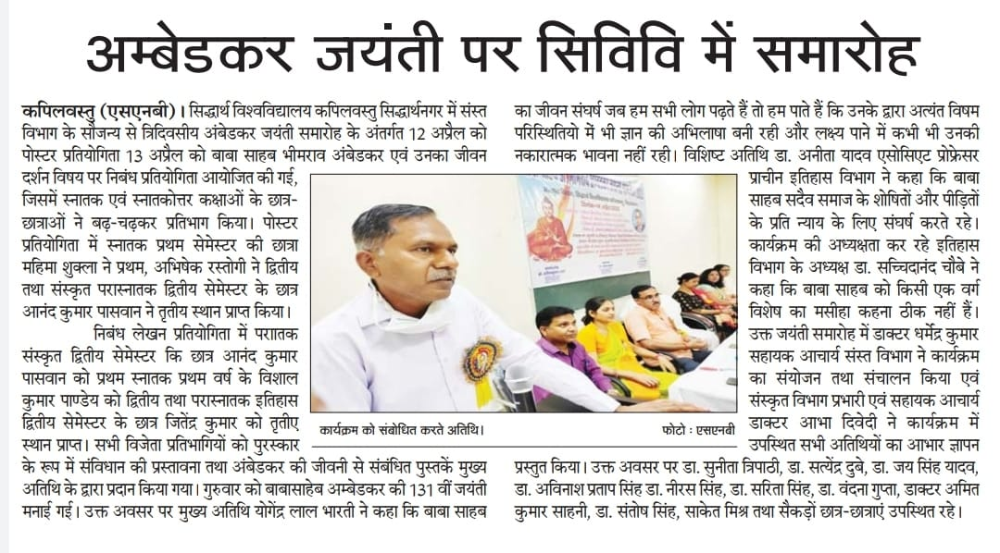 अम्बेडकर जयंती पर सिविवि में समारोह
कपिलवस्तु (एसएनबी)। सिद्धार्थ विश्वविद्यालय कपिलवस्तु सिद्धार्थनगर में संस्त
विभाग के सौजन्य से त्रिदिवसीय अंबेडकर जयंती समारोह के अंतर्गत 12 अप्रैल को
पोस्टर प्रतियोगिता 13 अप्रैल को बाबा साहब भीमराव अंबेडकर एवं उनका जीवन
दर्शन विषय पर निबंध प्रतियोगिता आयोजित की गई,
जिसमें स्नातक एवं स्नातकोत्तर कक्षाओं के छात्र-
छात्राओं ने बढ़-चढ़कर प्रतिभाग किया। पोस्टर
प्रतियोगिता में स्नातक प्रथम सेमेस्टर की छात्रा
महिमा शुक्ला ने प्रथम, अभिषेक रस्तोगी ने द्वितीय
तथा संस्कृत परास्नातक द्वितीय सेमेस्टर के छात्र
आनंद कुमार पासवान ने तृतीय स्थान प्राप्त किया।
निबंध लेखन प्रतियोगिता में पराातक
संस्कृत द्वितीय सेमेस्टर कि छात्र आनंद कुमार
पासवान को प्रथम स्नातक प्रथम वर्ष के विशाल
कुमार पाण्डेय को द्वितीय तथा परास्नातक इतिहास
द्वितीय सेमेस्टर के छात्र जितेंद्र कुमार को तृतीए
स्थान प्राप्त। सभी विजेता प्रतिभागियों को पुरस्कार
के रूप में संविधान की प्रस्तावना तथा अंबेडकर की जीवनी से संबंधित पुस्तकें मुख्य
अतिथि के द्वारा प्रदान किया गया। गुरुवार को बाबासाहेब अम्बेडकर की 131 वीं जयंती
मनाई गई। उक्त अवसर पर मुख्य अतिथि योगेंद्र लाल भारती ने कहा कि बाबा साहब
का जीवन संघर्ष जब हम सभी लोग पढ़ते हैं तो हम पाते हैं कि उनके द्वारा अत्यंत विषम
परिस्थितियो में भी ज्ञान की अभिलाषा बनी रही और लक्ष्य पाने में कभी भी उनकी
नकारात्मक भावना नहीं रही। विशिष्ट अतिथि डा. अनीता यादव एसोसिएट प्रोफ्रेसर
प्राचीन इतिहास विभाग ने कहा कि बाबा
साहब सदैव समाज के शोषितों और पीड़ितों
के प्रति न्याय के लिए संघर्ष करते रहे।
कार्यक्रम की अध्यक्षता कर रहे इतिहास
विभाग के अध्यक्ष डा. सच्चिदानंद चौबे ने
कहा कि बाबा साहब को किसी एक वर्ग
विशेष का मसीहा कहना ठीक नहीं हैं।
उक्त जयंती समारोह में डाक्टर धर्मेद्र कुमार
सहायक आचार्य संस्त विभाग ने कार्यक्रम
का संयोजन तथा संचालन किया एवं
संस्कृत विभाग प्रभारी एवं सहायक आचार्य
डाक्टर आभा दिवेदी ने कार्यक्रम में
उपस्थित सभी अतिथियों का आभार ज्ञापन
प्रस्तुत किया। उक्त अवसर पर डा. सुनीता त्रिपाठी, डा. सत्येंद्र दुबे, डा. जय सिंह यादव,
डा. अविनाश प्रताप सिंह डा. नीरस सिंह, डा. सरिता सिंह, डा. वंदना गुप्ता, डाक्टर अमित
कुमार साहनी, डा. संतोष सिंह, साकेत मिश्र तथा सैकड़ों छात्र-छात्राएं उपस्थित रहे।
कार्यक्रम को संबोधित करते अतिथि।
फोटो : एसएनबी